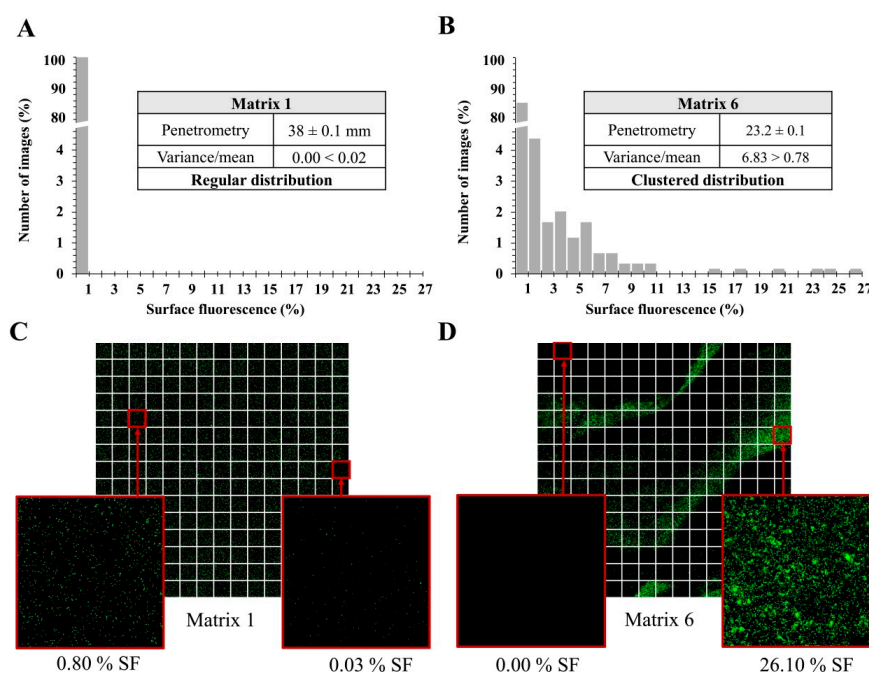 A
B
Number of images (%)
100
90
80
4
3
2
1
0
Matrix 1
Penetrometry 38 ± 0.1 mm
Variance/mean 0.00 < 0.02
Regular distribution
1 3 4 5 7 9 11 13 15 17 19 21 23 25 27
Surface fluorescence (%)
Number of images (%)
100
90
80
4
3
2
1
0
Matrix 6
Penetrometry 23.2 ± 0.1
Variance/mean 6.83 > 0.78
Clustered distribution
1 3 5 7 9 11 13 15 17 19 21 23 25 27
Surface fluorescence (%)
C
D
Matrix 1
0.80 % SF
0.03 % SF
Matrix 6
0.00 % SF
26.10 % SF